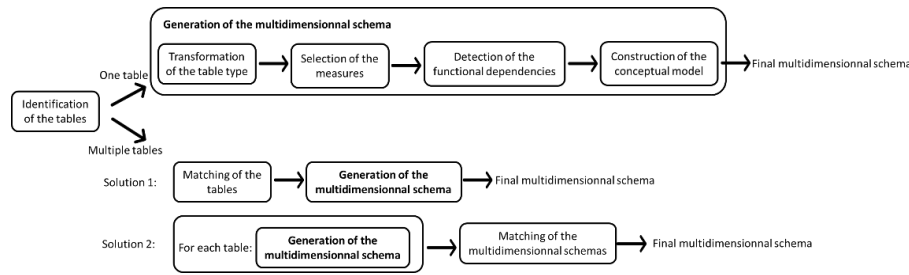 Generation of the multidimensionnal schema
Transformation
of the table type
Selection of the
measures
Detection of the
functional dependencies
Construction of the
conceptual model
Final multidimensionnal schema
One table
Identification
of the tables
Multiple tables
Solution 1:
Matching of the
tables
Generation of the
multidimensionnal schema
Final multidimensionnal schema
Solution 2:
For each table:
Generation of the
multidimensionnal schema
Matching of the
multidimensionnal schemas
Final multidimensionnal schema